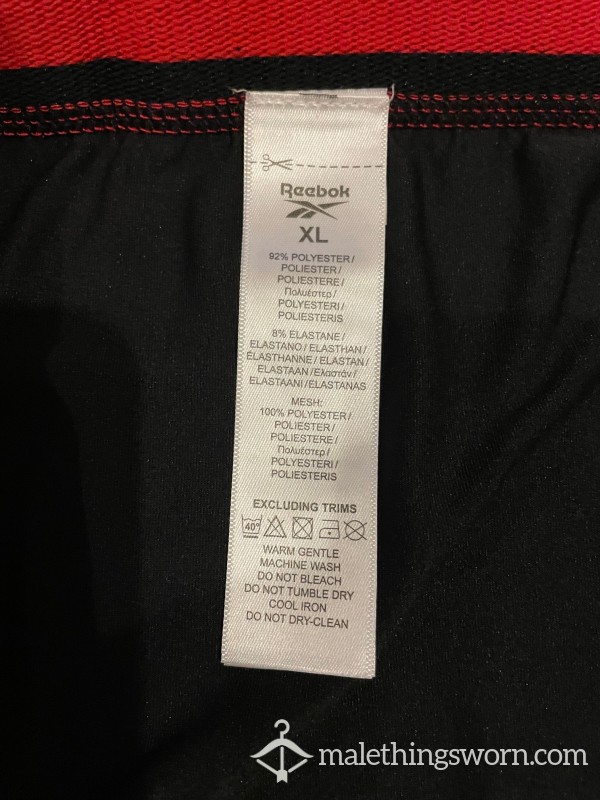 Reebok
XL
92% POLYESTER /
POLIESTER /
POLIESTERE /
Πολυέστερ /
POLYESTERI /
POLIESTERIS
8% ELASTANE /
ELASTANO / ELASTHAN /
ÉLASTHANNE / ELASTAN /
ELASTAAN /Ελαστάν /
ELASTAANI / ELASTANAS
MESH:
100% POLYESTER /
POLIESTER /
POLIESTERE /
Πολυέστερ /
POLYESTERI /
POLIESTERIS
EXCLUDING TRIMS
40°
WARM GENTLE
MACHINE WASH
DO NOT BLEACH
DO NOT TUMBLE DRY
COOL IRON
DO NOT DRY-CLEAN
malethingsworn.com